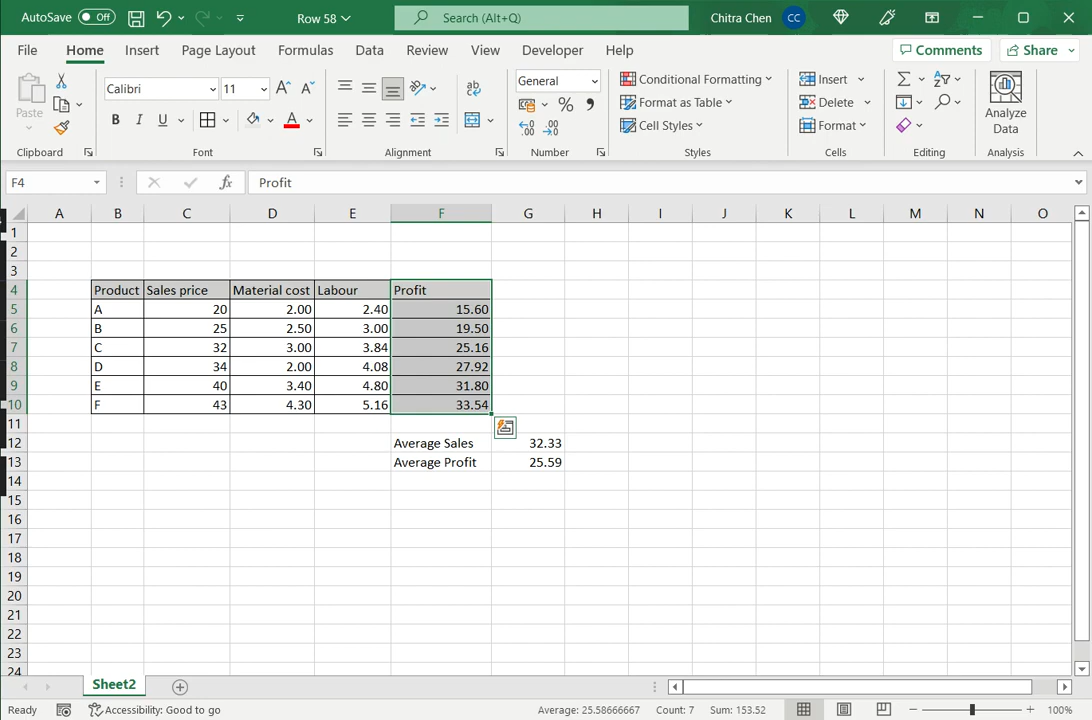 AutoSave Off Row 58 Search (Alt+Q) Chitra Chen CC
File Home Insert Page Layout Formulas Data Review View Developer Help Comments Share
Paste Calibri 11 A A ab General Conditional Formatting Insert Analyze Data
B I U A % Format as Table Delete
Cell Styles Format
Clipboard Font Alignment Number Styles Cells Editing Analysis
F4 fx Profit
A B C D E F G H I J K L M N O
1
2
3
4 Product Sales price Material cost Labour Profit
5 A 20 2.00 2.40 15.60
6 B 25 2.50 3.00 19.50
7 C 32 3.00 3.84 25.16
8 D 34 2.00 4.08 27.92
9 E 40 3.40 4.80 31.80
10 F 43 4.30 5.16 33.54
11
12 Average Sales 32.33
13 Average Profit 25.59
14
15
16
17
18
19
20
21
22
23
24
Sheet2
Ready Accessibility: Good to go Average: 25.58666667 Count: 7 Sum: 153.52 100%